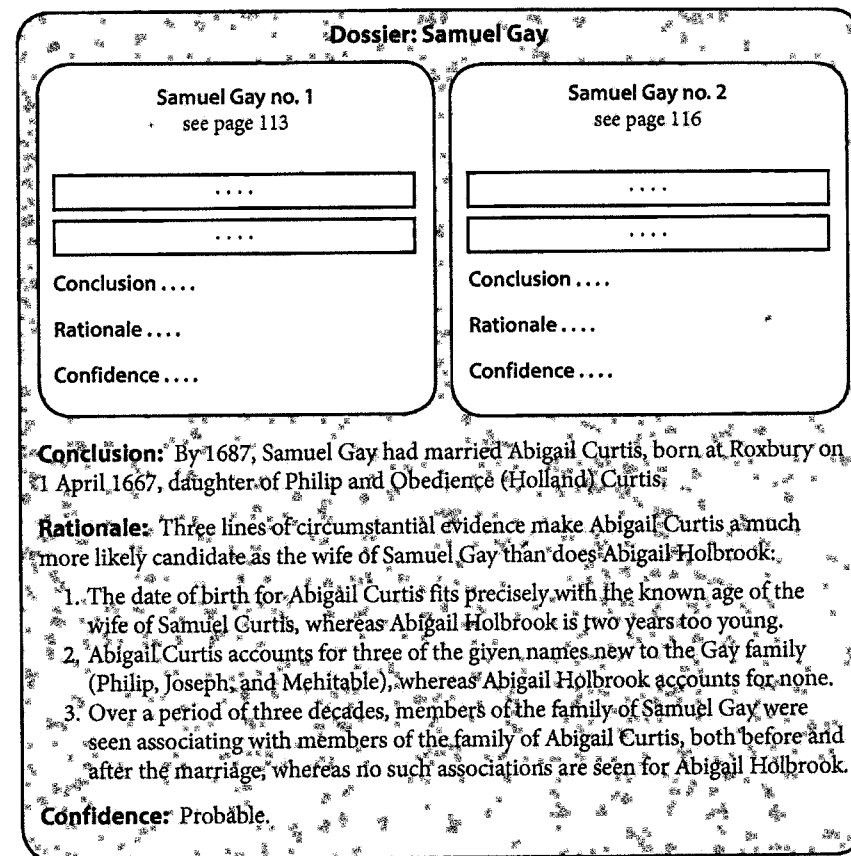 Dossier: Samuel Gay
Samuel Gay no. 1
see page 113
....
....
Conclusion ....
Rationale ....
Confidence ....
Samuel Gay no. 2
see page 116
....
....
Conclusion ....
Rationale ....
Confidence ....
Conclusion: By 1687, Samuel Gay had married Abigail Curtis, born at Roxbury on
1 April 1667, daughter of Philip and Obedience (Holland) Curtis.
Rationale: Three lines of circumstantial evidence make Abigail Curtis a much
more likely candidate as the wife of Samuel Gay than does Abigail Holbrook:
1. The date of birth for Abigail Curtis fits precisely with the known age of the
wife of Samuel Curtis, whereas Abigail Holbrook is two years too young.
2. Abigail Curtis accounts for three of the given names new to the Gay family
(Philip, Joseph, and Mehitable), whereas Abigail Holbrook accounts for none.
3. Over a period of three decades, members of the family of Samuel Gay were
seen associating with members of the family of Abigail Curtis, both before and
after the marriage, whereas no such associations are seen for Abigail Holbrook.
Confidence: Probable.